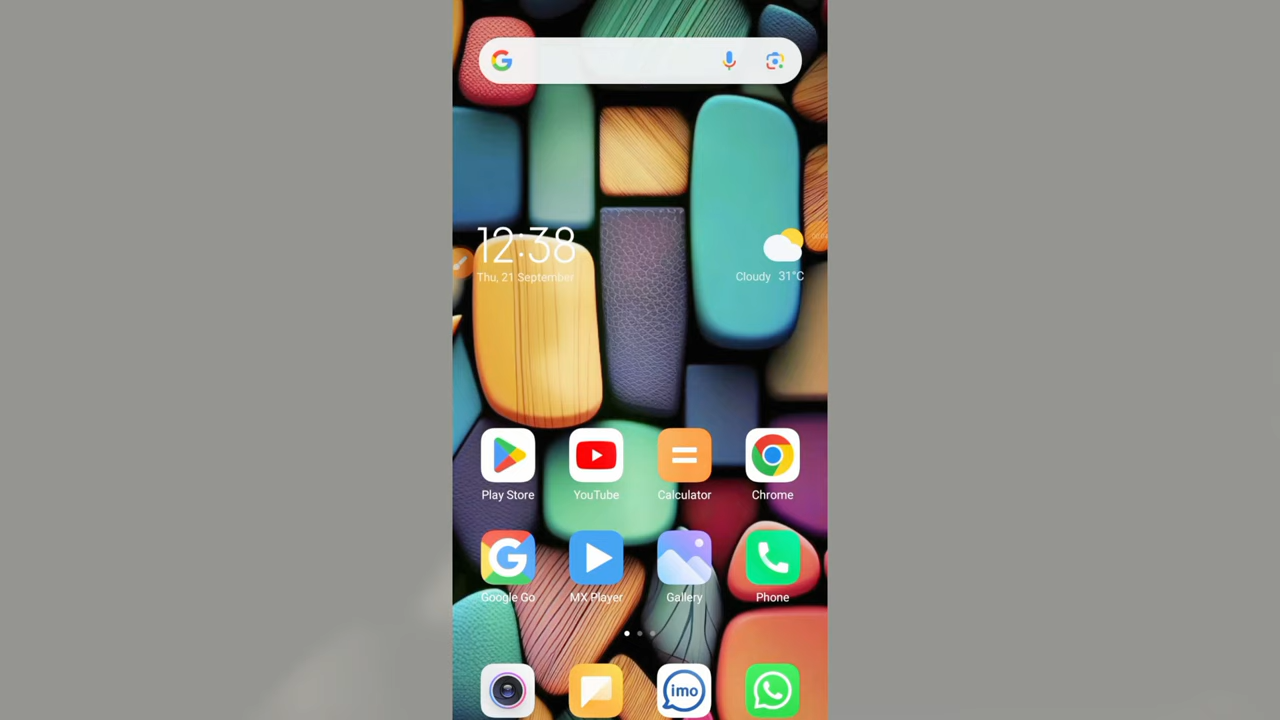 12:38
Thu, 21 September
Cloudy 31°C
Play Store
YouTube
Calculator
Chrome
Google Go
MX Player
Gallery
Phone
imo